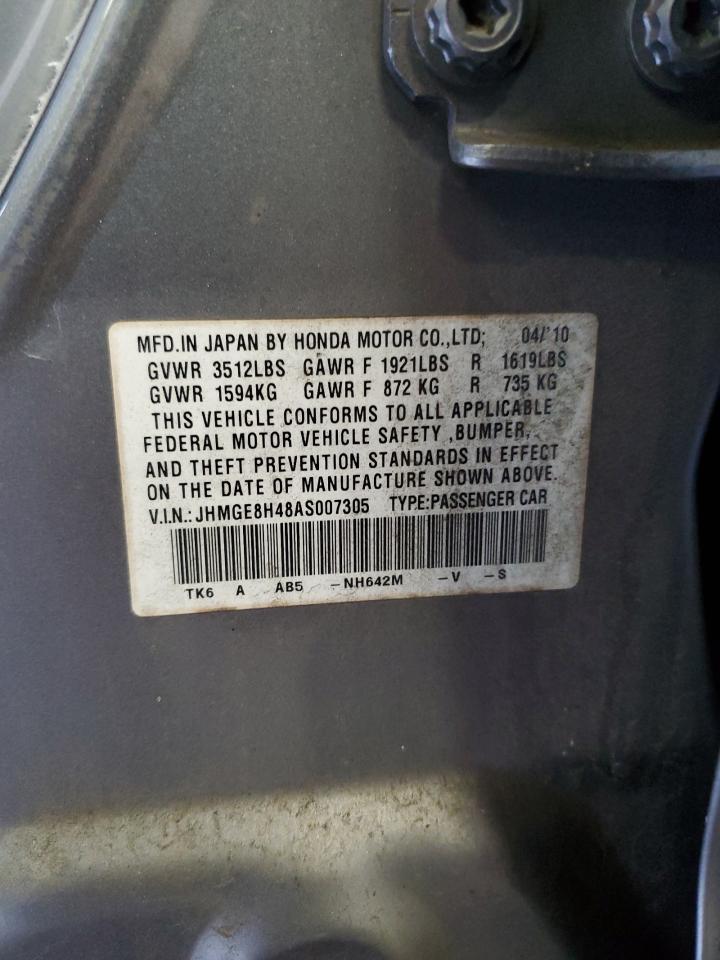 MFD.IN JAPAN BY HONDA MOTOR CO.,LTD; 04/'10
GVWR 3512LBS GAWR F 1921LBS R 1619LBS
GVWR 1594KG GAWR F 872 KG R 735 KG
THIS VEHICLE CONFORMS TO ALL APPLICABLE
FEDERAL MOTOR VEHICLE SAFETY ,BUMPER,
AND THEFT PREVENTION STANDARDS IN EFFECT
ON THE DATE OF MANUFACTURE SHOWN ABOVE.
V.I.N.: JHMGE8H48AS007305 TYPE:PASSENGER CAR
TK6 A AB5 -NH642M -V -S